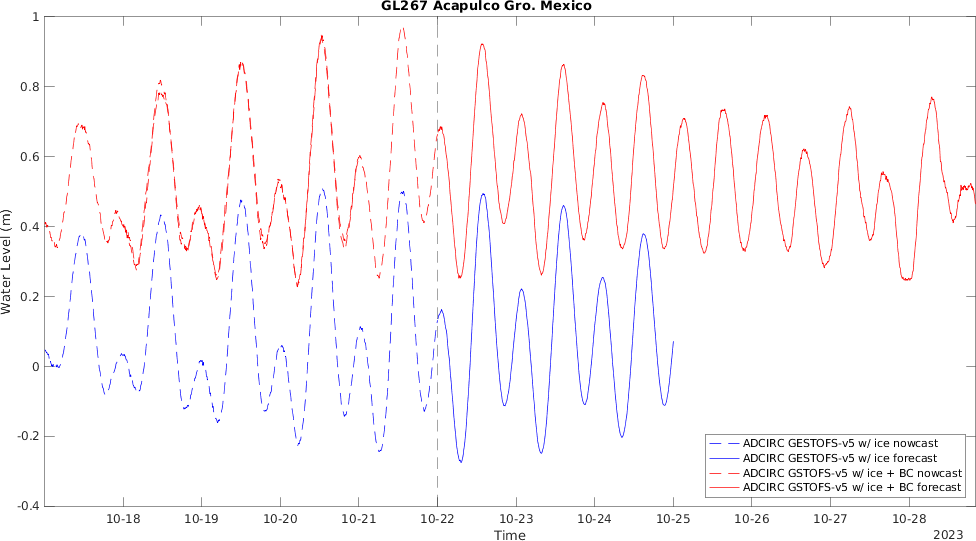 GL267 Acapulco Gro. Mexico
1
0.8
0.6
0.4
0.2
0
-0.2
-0.4
Water Level (m)
10-18 10-19 10-20 10-21 10-22 10-23 10-24 10-25 10-26 10-27 10-28
Time
2023
ADCIRC GESTOFS-v5 w/ ice nowcast
ADCIRC GESTOFS-v5 w/ ice forecast
ADCIRC GSTOFS-v5 w/ ice + BC nowcast
ADCIRC GSTOFS-v5 w/ ice + BC forecast